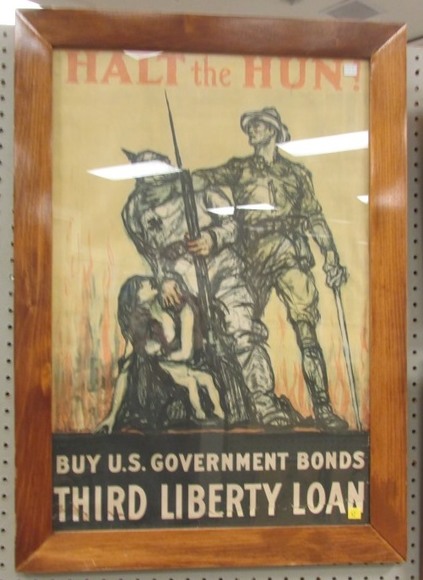 HALT the HUN!
BUY U.S. GOVERNMENT BONDS
THIRD LIBERTY LOAN